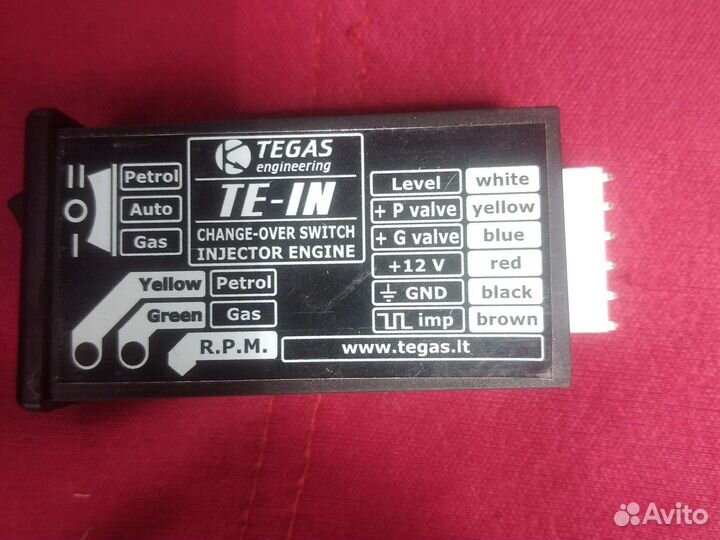 TEGAS
engineering
TE-IN
CHANGE-OVER SWITCH
INJECTOR ENGINE
II Petrol
O Auto
I Gas
Yellow Petrol
Green Gas
R.P.M.
Level white
+ P valve yellow
+ G valve blue
+12 V red
GND black
imp brown
www.tegas.lt
Avito